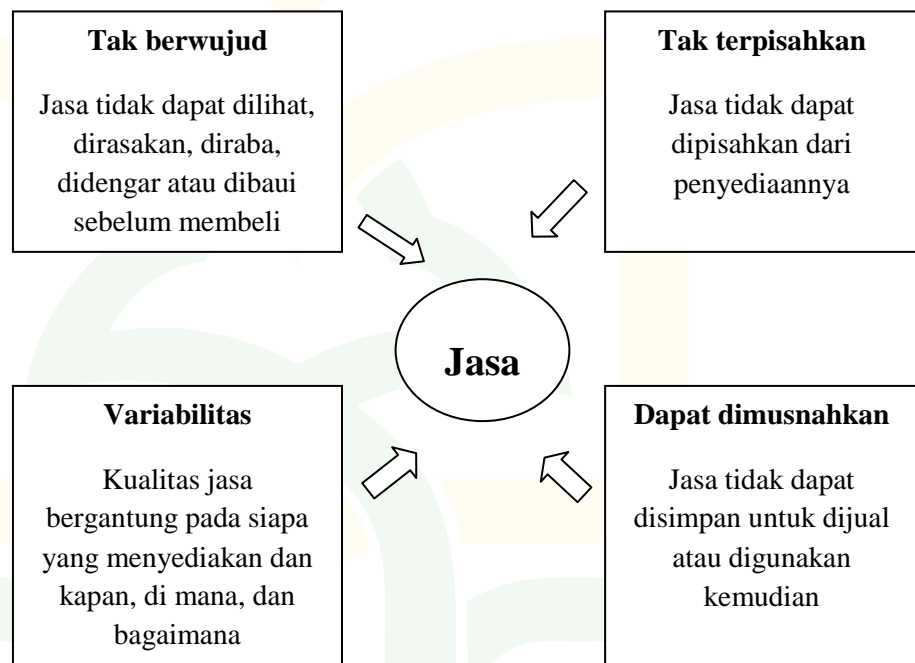 Tak berwujud
Jasa tidak dapat dilihat,
dirasakan, diraba,
didengar atau dibaui
sebelum membeli
Tak terpisahkan
Jasa tidak dapat
dipisahkan dari
penyediaannya
Jasa
Variabilitas
Kualitas jasa
bergantung pada siapa
yang menyediakan dan
kapan, di mana, dan
bagaimana
Dapat dimusnahkan
Jasa tidak dapat
disimpan untuk dijual
atau digunakan
kemudian